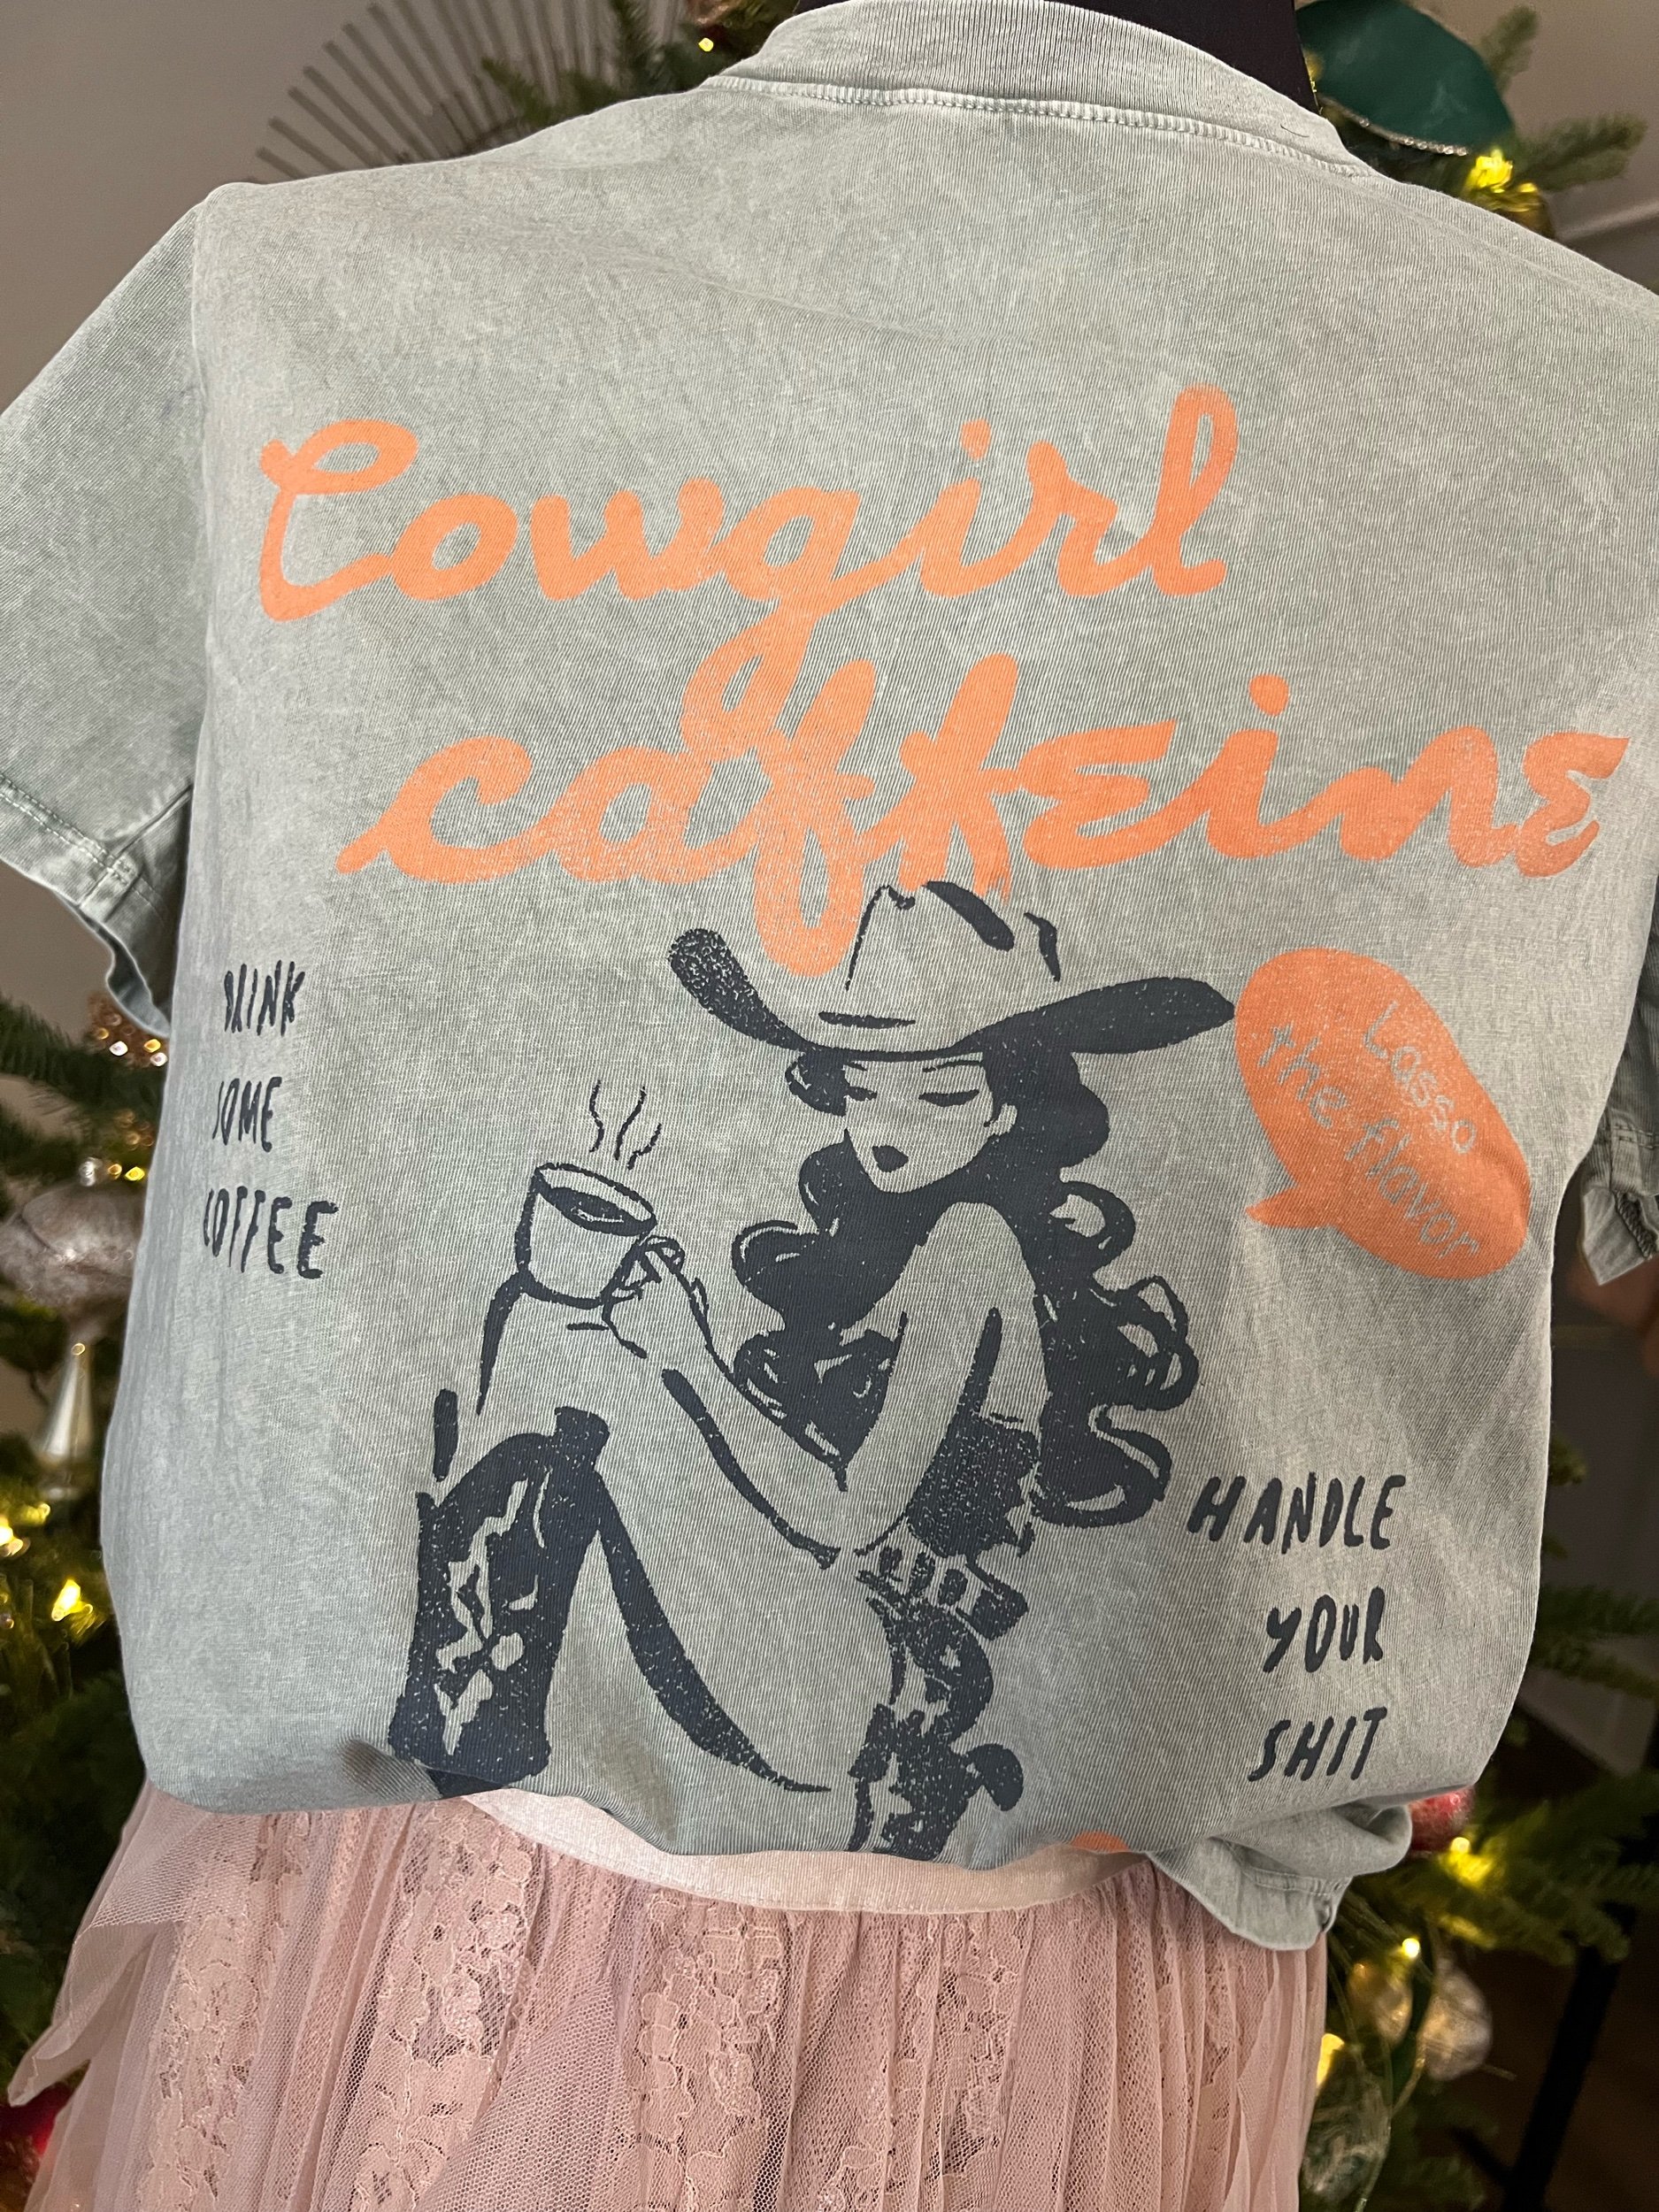 Cowgirl
caffeine
DRINK
SOME
COFFEE
Lasso
the flavor
HANDLE
YOUR
SHIT